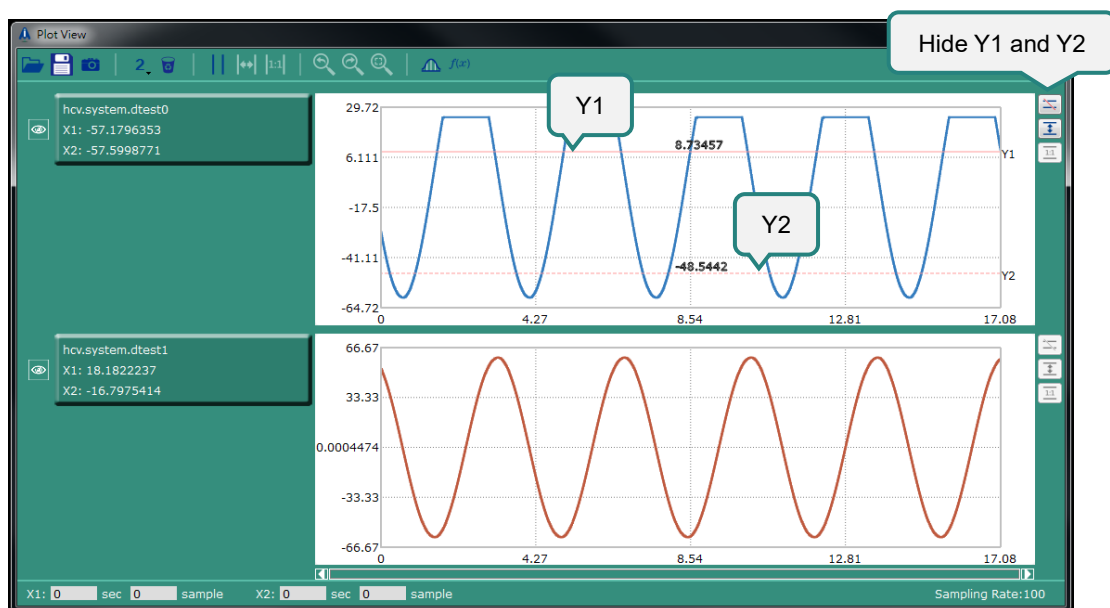 Plot View
Hide Y1 and Y2
2
1:1
f(x)
hcv.system.dtest0
X1: -57.1796353
X2: -57.5998771
29.72
6.111
-17.5
-41.11
-64.72
Y1
8.73457
Y2
-48.5442
Y1
Y2
1:1
0
4.27
8.54
12.81
17.08
hcv.system.dtest1
X1: 18.1822237
X2: -16.7975414
66.67
33.33
0.0004474
-33.33
-66.67
1:1
0
4.27
8.54
12.81
17.08
X1: 0 sec 0 sample X2: 0 sec 0 sample Sampling Rate:100